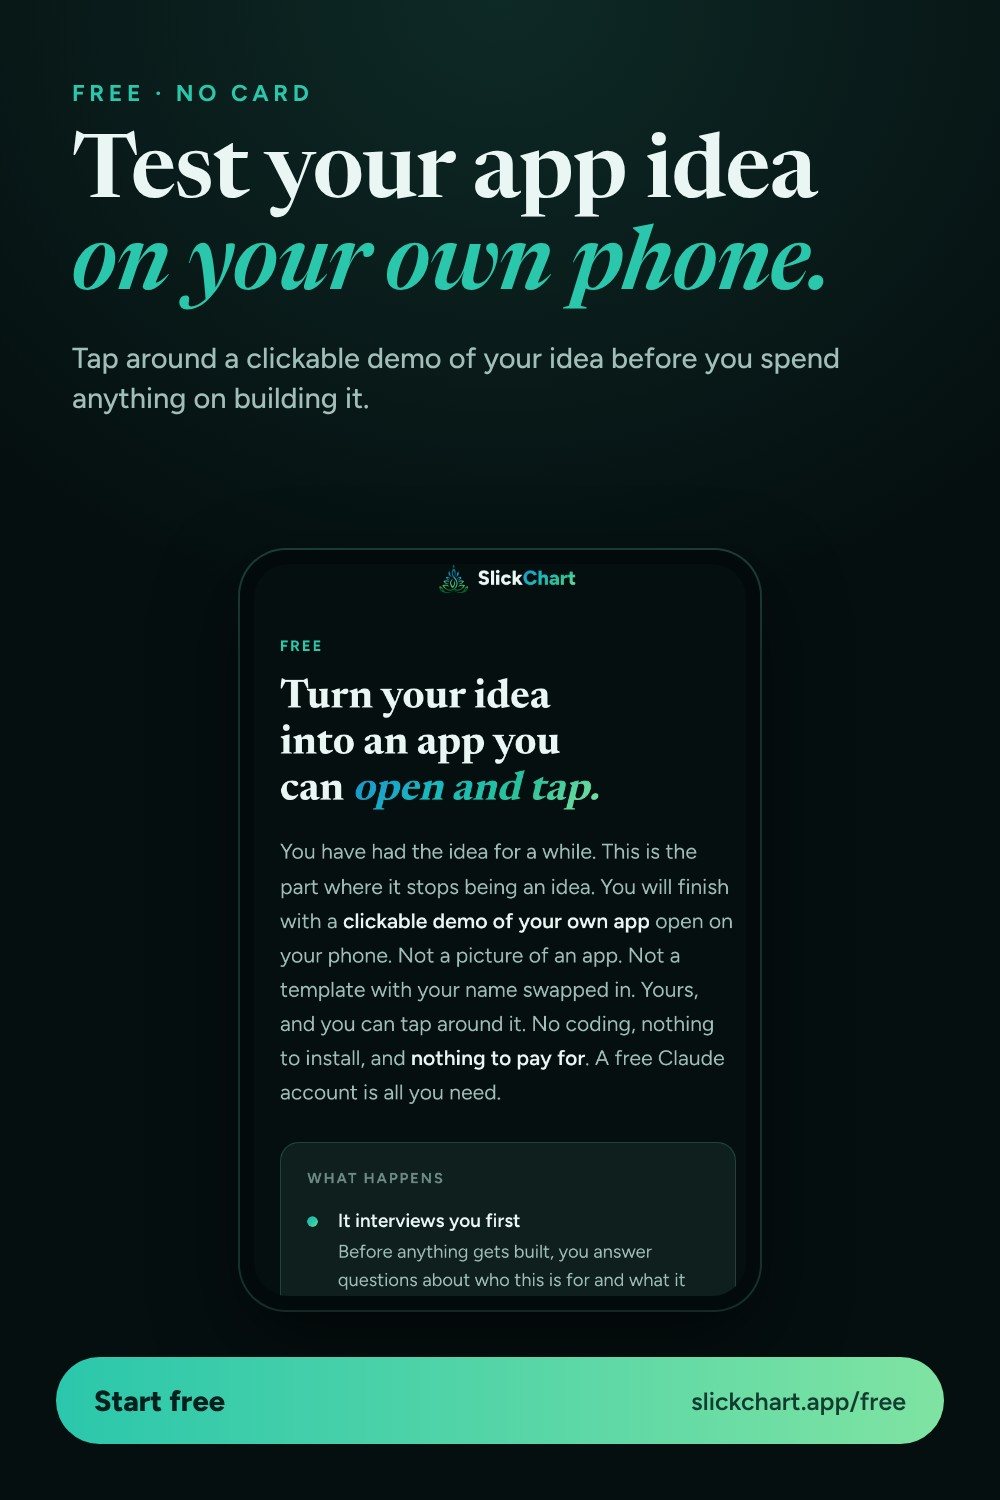 FREE · NO CARD
Test your app idea
on your own phone.
Tap around a clickable demo of your idea before you spend
anything on building it.
SlickChart
FREE
Turn your idea
into an app you
can open and tap.
You have had the idea for a while. This is the
part where it stops being an idea. You will finish
with a clickable demo of your own app open on
your phone. Not a picture of an app. Not a
template with your name swapped in. Yours,
and you can tap around it. No coding, nothing
to install, and nothing to pay for. A free Claude
account is all you need.
WHAT HAPPENS
It interviews you first
Before anything gets built, you answer
questions about who this is for and what it
Start free
slickchart.app/free